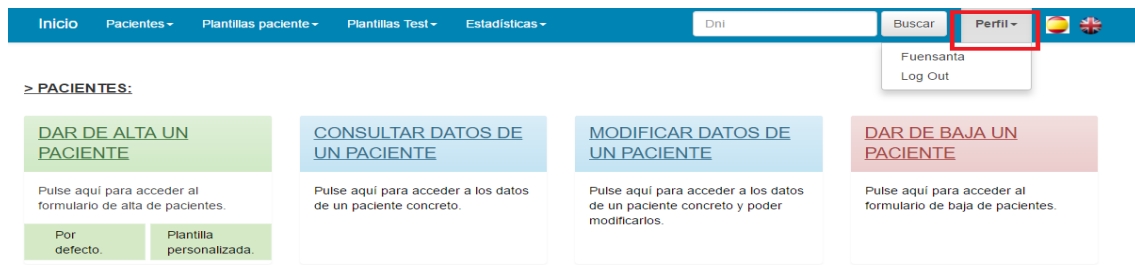 Inicio Pacientes Plantillas paciente Plantillas Test Estadísticas Dni Buscar Perfil
Fuensanta
Log Out
> PACIENTES:
DAR DE ALTA UN
PACIENTE
Pulse aquí para acceder al
formulario de alta de pacientes.
Por
defecto.
Plantilla
personalizada.
CONSULTAR DATOS DE
UN PACIENTE
Pulse aquí para acceder a los datos
de un paciente concreto.
MODIFICAR DATOS DE
UN PACIENTE
Pulse aquí para acceder a los datos
de un paciente concreto y poder
modificarlos.
DAR DE BAJA UN
PACIENTE
Pulse aquí para acceder al
formulario de baja de pacientes.